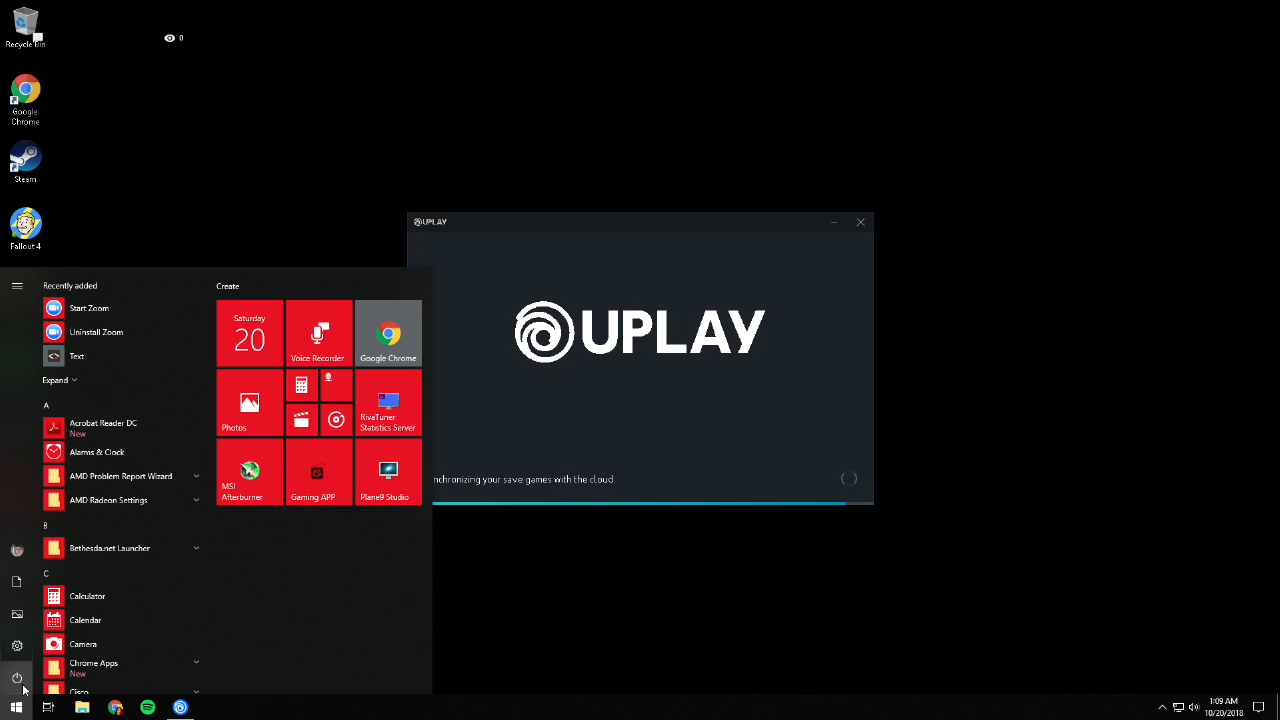 Recycle Bin
0
Google
Chrome
Steam
Fallout 4
UPLAY
UPLAY
nchronizing your save games with the cloud
Recently added
Start Zoom
Uninstall Zoom
Text
Expand
A
Acrobat Reader DC
New
Alarms & Clock
AMD Problem Report Wizard
AMD Radeon Settings
B
Bethesda.net Launcher
C
Calculator
Calendar
Camera
Chrome Apps
New
Cisco
Create
Saturday
20
Voice Recorder
Google Chrome
Photos
RivaTuner
Statistics Server
MSI
Afterburner
Gaming APP
Plane9 Studio
1:09 AM
10/20/2018